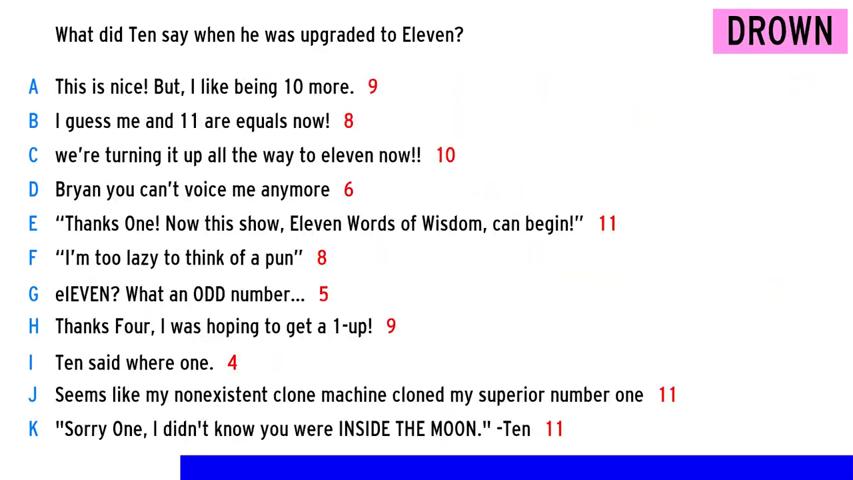 What did Ten say when he was upgraded to Eleven?
DROWN
A This is nice! But, I like being 10 more. 9
B I guess me and 11 are equals now! 8
C we're turning it up all the way to eleven now!! 10
D Bryan you can't voice me anymore 6
E “Thanks One! Now this show, Eleven Words of Wisdom, can begin!” 11
F “I'm too lazy to think of a pun” 8
G elEVEN? What an ODD number... 5
H Thanks Four, I was hoping to get a 1-up! 9
I Ten said where one. 4
J Seems like my nonexistent clone machine cloned my superior number one 11
K "Sorry One, I didn't know you were INSIDE THE MOON." -Ten 11